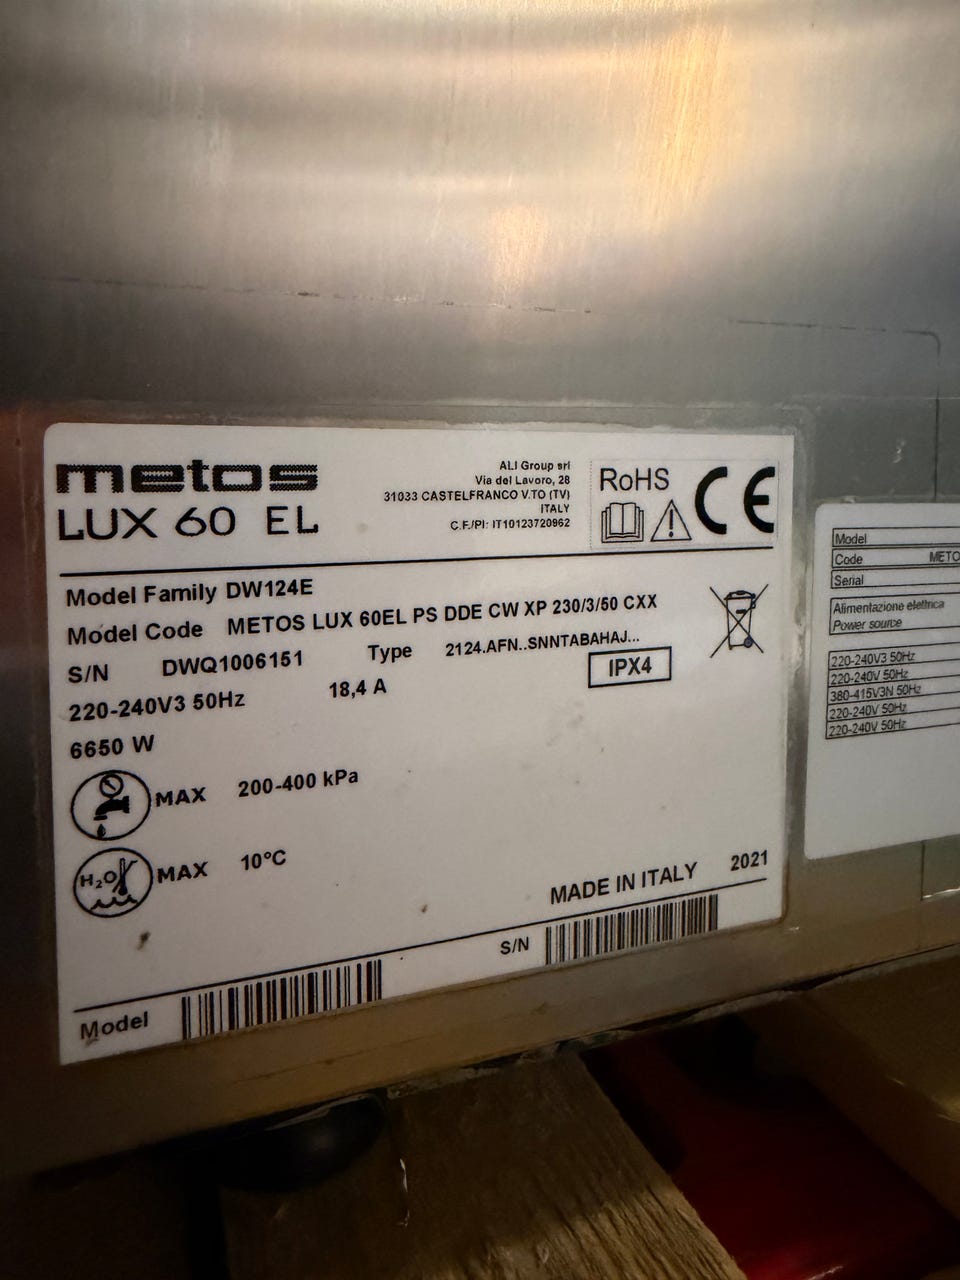 metos
LUX 60 EL
ALI Group srl
Via del Lavoro, 28
31033 CASTELFRANCO V.TO (TV)
ITALY
C.F./PI: IT10123720962
RoHS
CE
Model Family DW124E
Model Code METOS LUX 60EL PS DDE CW XP 230/3/50 CXX
S/N DWQ1006151 Type 2124.AFN..SNNTABAHAJ...
220-240V3 50Hz 18,4 A IPX4
6650 W
MAX 200-400 kPa
H₂O MAX 10°C
MADE IN ITALY 2021
S/N
Model
Model
Code METO
Serial
Alimentazione elettrica
Power source
220-240V3 50Hz
220-240V 50Hz
380-415V3N 50Hz
220-240V 50Hz
220-240V 50Hz